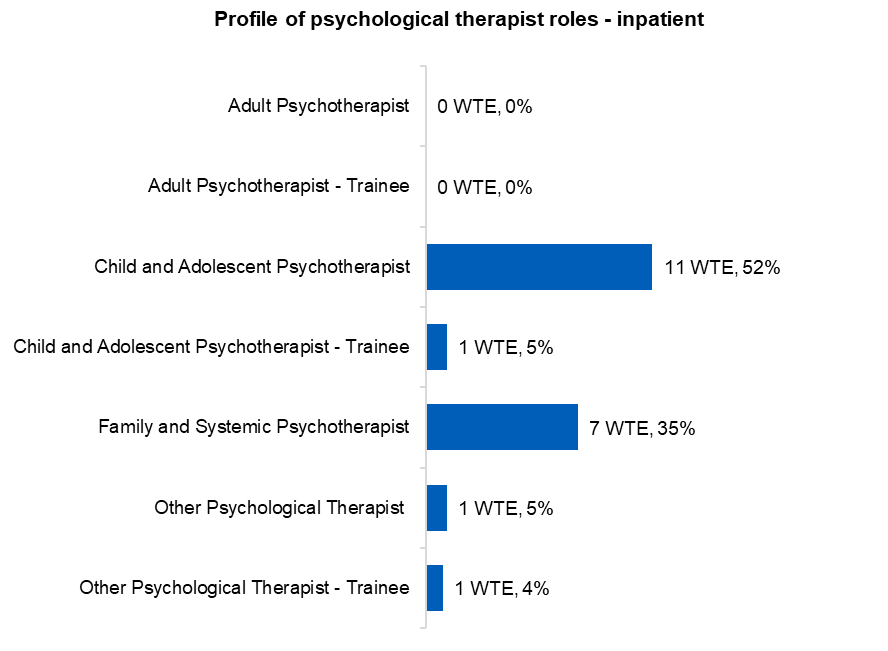 Profile of psychological therapist roles - inpatient
Adult Psychotherapist 0 WTE, 0%
Adult Psychotherapist - Trainee 0 WTE, 0%
Child and Adolescent Psychotherapist 11 WTE, 52%
Child and Adolescent Psychotherapist - Trainee 1 WTE, 5%
Family and Systemic Psychotherapist 7 WTE, 35%
Other Psychological Therapist 1 WTE, 5%
Other Psychological Therapist - Trainee 1 WTE, 4%